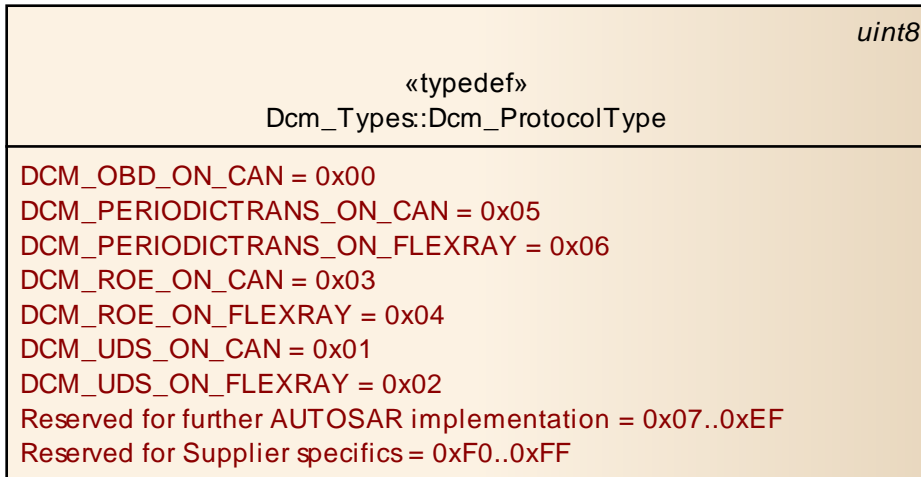 uint8
«typedef»
Dcm_Types::Dcm_ProtocolType
DCM_OBD_ON_CAN = 0x00
DCM_PERIODICTRANS_ON_CAN = 0x05
DCM_PERIODICTRANS_ON_FLEXRAY = 0x06
DCM_ROE_ON_CAN = 0x03
DCM_ROE_ON_FLEXRAY = 0x04
DCM_UDS_ON_CAN = 0x01
DCM_UDS_ON_FLEXRAY = 0x02
Reserved for further AUTOSAR implementation = 0x07..0xEF
Reserved for Supplier specifics = 0xF0..0xFF